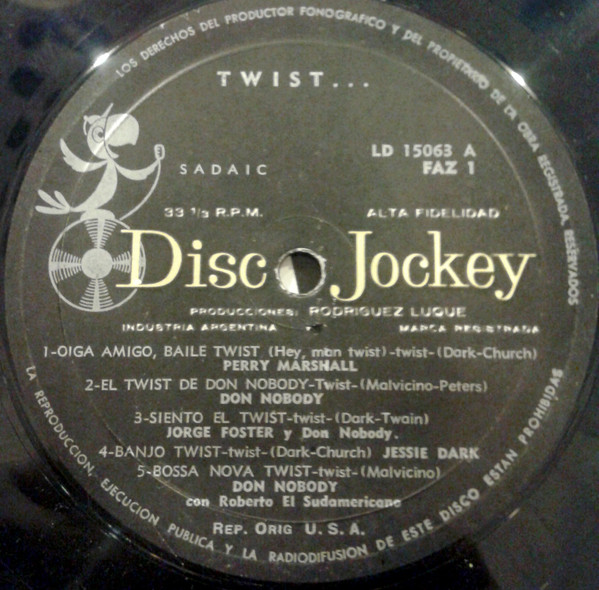 LOS DERECHOS DEL PRODUCTOR FONOGRAFICO Y DEL PROPIETARIO DE LA OBRA REGISTRADA, RESERVADOS
TWIST...
SADAIC
LD 15063 A
FAZ 1
33 1/3 R.P.M.
ALTA FIDELIDAD
Disc Jockey
PRODUCCIONES: RODRIGUEZ LUQUE
INDUSTRIA ARGENTINA
MARCA REGISTRADA
1-OIGA AMIGO, BAILE TWIST (Hey, man twist)-twist-(Dark-Church)
PERRY MARSHALL
2-EL TWIST DE DON NOBODY-Twist-(Malvicino-Peters)
DON NOBODY
3-SIENTO EL TWIST-twist-(Dark-Twain)
JORGE FOSTER y Don Nobody.
4-BANJO TWIST-twist-(Dark-Church) JESSIE DARK
5-BOSSA NOVA TWIST-twist-(Malvicino)
DON NOBODY
con Roberto El Sudamericano
REP. ORIG U. S. A.
LA REPRODUCCION, EJECUCION PUBLICA Y LA RADIODIFUSION DE ESTE DISCO ESTAN PROHIBIDAS